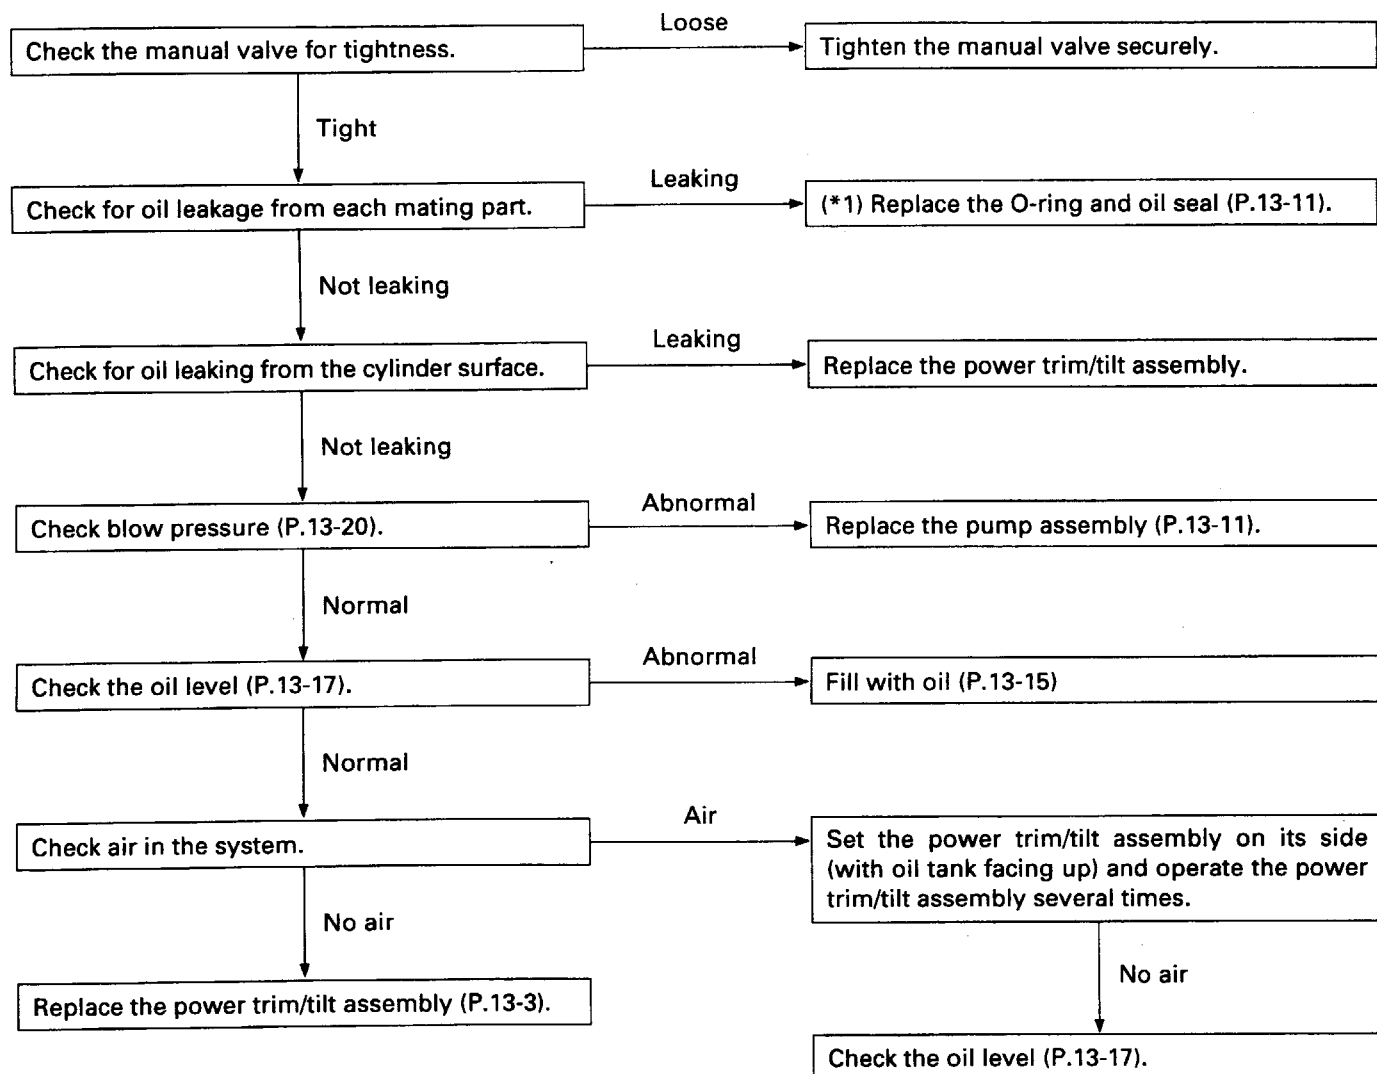 Check the manual valve for tightness.
Loose
Tighten the manual valve securely.
Tight
Check for oil leakage from each mating part.
Leaking
(*1) Replace the O-ring and oil seal (P.13-11).
Not leaking
Check for oil leaking from the cylinder surface.
Leaking
Replace the power trim/tilt assembly.
Not leaking
Check blow pressure (P.13-20).
Abnormal
Replace the pump assembly (P.13-11).
Normal
Check the oil level (P.13-17).
Abnormal
Fill with oil (P.13-15)
Normal
Check air in the system.
Air
Set the power trim/tilt assembly on its side
(with oil tank facing up) and operate the power
trim/tilt assembly several times.
No air
Replace the power trim/tilt assembly (P.13-3).
No air
Check the oil level (P.13-17).